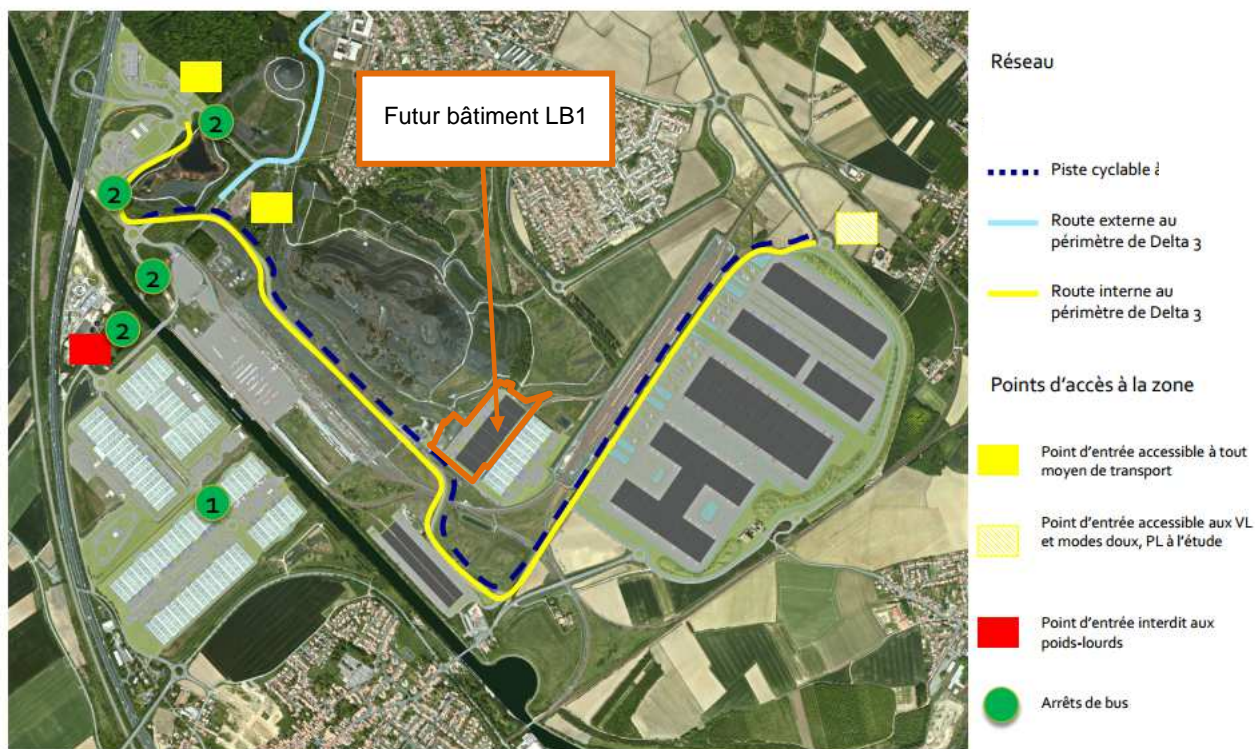 Futur bâtiment LB1
2
2
2
2
1
Réseau
Piste cyclable à
Route externe au
périmètre de Delta 3
Route interne au
périmètre de Delta 3
Points d'accès à la zone
Point d'entrée accessible à tout
moyen de transport
Point d'entrée accessible aux VL
et modes doux, PL à l'étude
Point d'entrée interdit aux
poids-lourds
Arrêts de bus